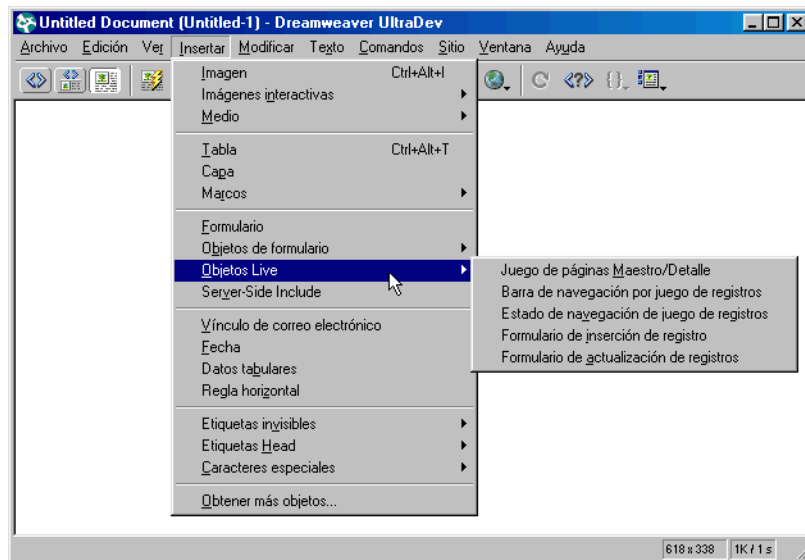 Untitled Document (Untitled-1) - Dreamweaver UltraDev
Archivo Edición Ver Insertar Modificar Texto Comandos Sitio Ventana Ayuda
Imagen Ctrl+Alt+I
Imágenes interactivas
Medio
Tabla Ctrl+Alt+T
Capa
Marcos
Formulario
Objetos de formulario
Objetos Live
Server-Side Include
Vínculo de correo electrónico
Fecha
Datos tabulares
Regla horizontal
Etiquetas invisibles
Etiquetas Head
Caracteres especiales
Obtener más objetos...
Juego de páginas Maestro/Detalle
Barra de navegación por juego de registros
Estado de navegación de juego de registros
Formulario de inserción de registro
Formulario de actualización de registros
618 x 338 1K / 1 s